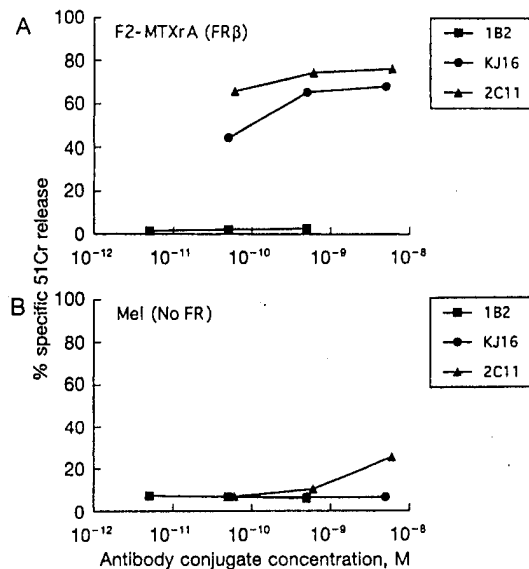 A
F2-MTXrA (FRβ)
1B2
KJ16
2C11
100
80
60
40
20
0
10⁻¹² 10⁻¹¹ 10⁻¹⁰ 10⁻⁹ 10⁻⁸
% specific 51Cr release
B
Mel (No FR)
1B2
KJ16
2C11
100
80
60
40
20
0
10⁻¹² 10⁻¹¹ 10⁻¹⁰ 10⁻⁹ 10⁻⁸
Antibody conjugate concentration, M